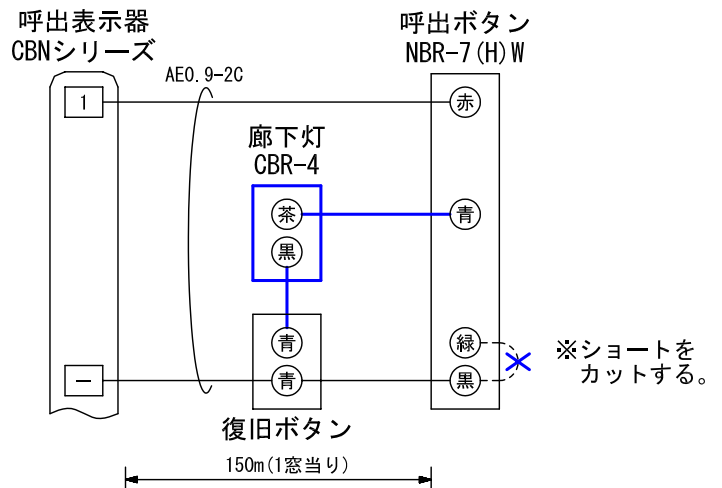 呼出表示器
CBNシリーズ
呼出ボタン
NBR-7(H)W
AE0.9-2C
1
赤
廊下灯
CBR-4
茶
青
黒
青
緑
※ショートを
カットする。
－
青
黒
復旧ボタン
150m(1窓当り)